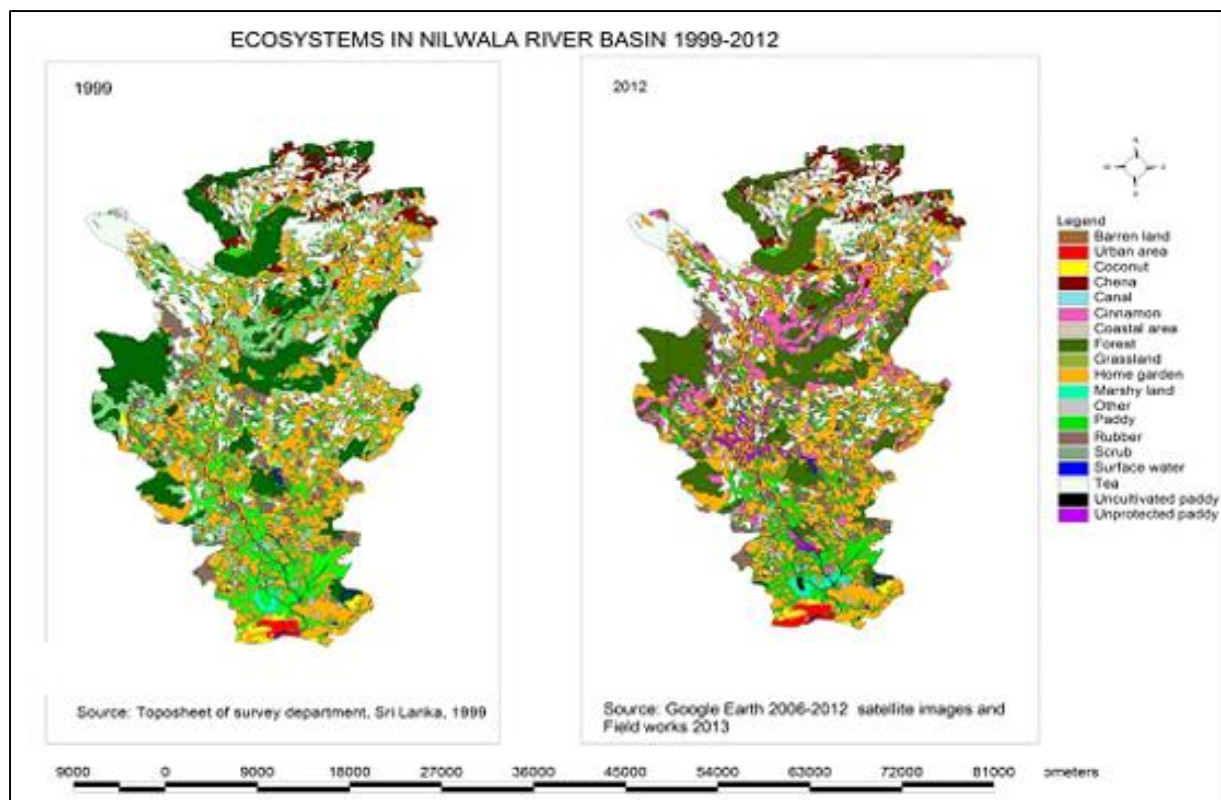 ECOSYSTEMS IN NILWALA RIVER BASIN 1999-2012
1999
2012
Legend
Barren land
Urban area
Coconut
Chena
Canal
Cinnamon
Coastal area
Forest
Grassland
Home garden
Marshy land
Other
Paddy
Rubber
Scrub
Surface water
Tea
Uncultivated paddy
Unprotected paddy
Source: Toposheet of survey department, Sri Lanka, 1999
Source: Google Earth 2006-2012 satellite images and
Field works 2013
9000 0 9000 18000 27000 36000 45000 54000 63000 72000 81000 ometers